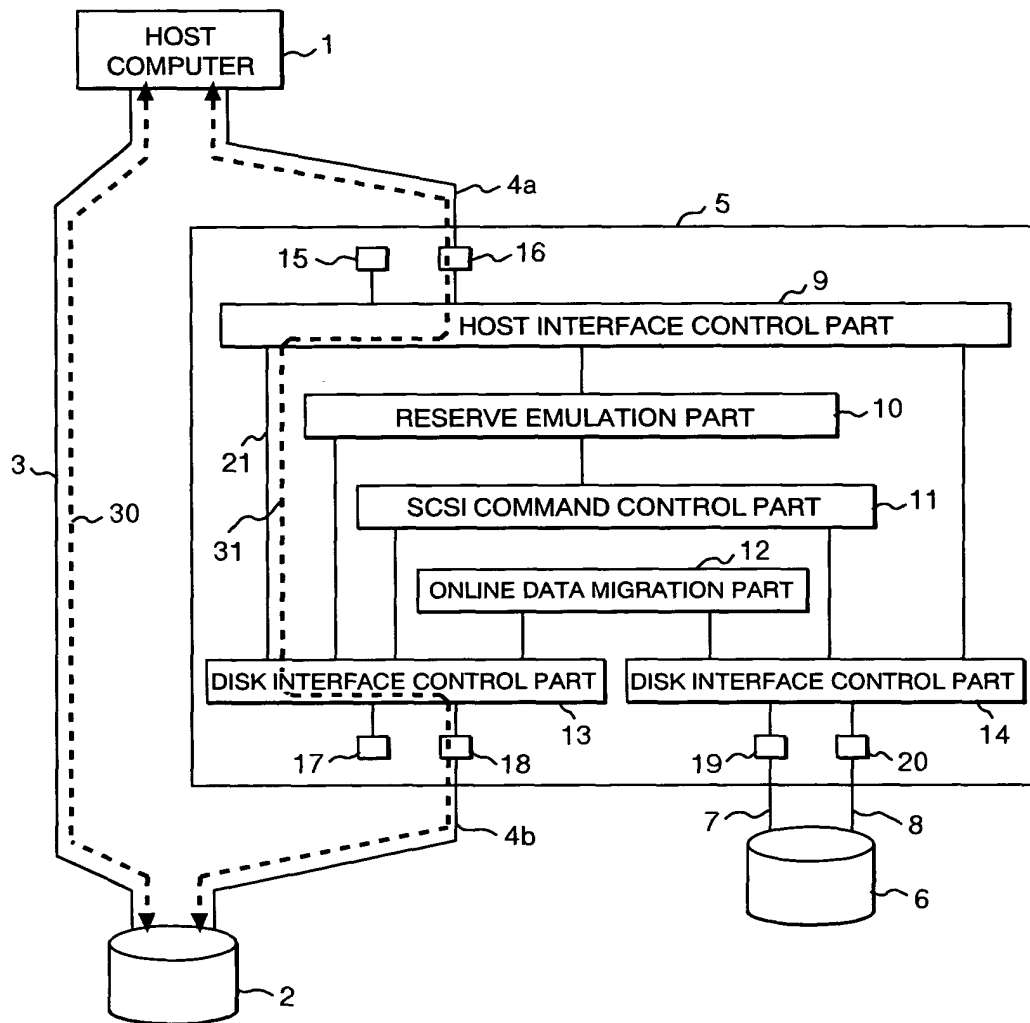 HOST
COMPUTER
1
4a
5
15
16
9
HOST INTERFACE CONTROL PART
RESERVE EMULATION PART
10
3
21
SCSI COMMAND CONTROL PART
11
30
31
12
ONLINE DATA MIGRATION PART
DISK INTERFACE CONTROL PART
DISK INTERFACE CONTROL PART
13
14
17
18
19
20
4b
7
8
6
2